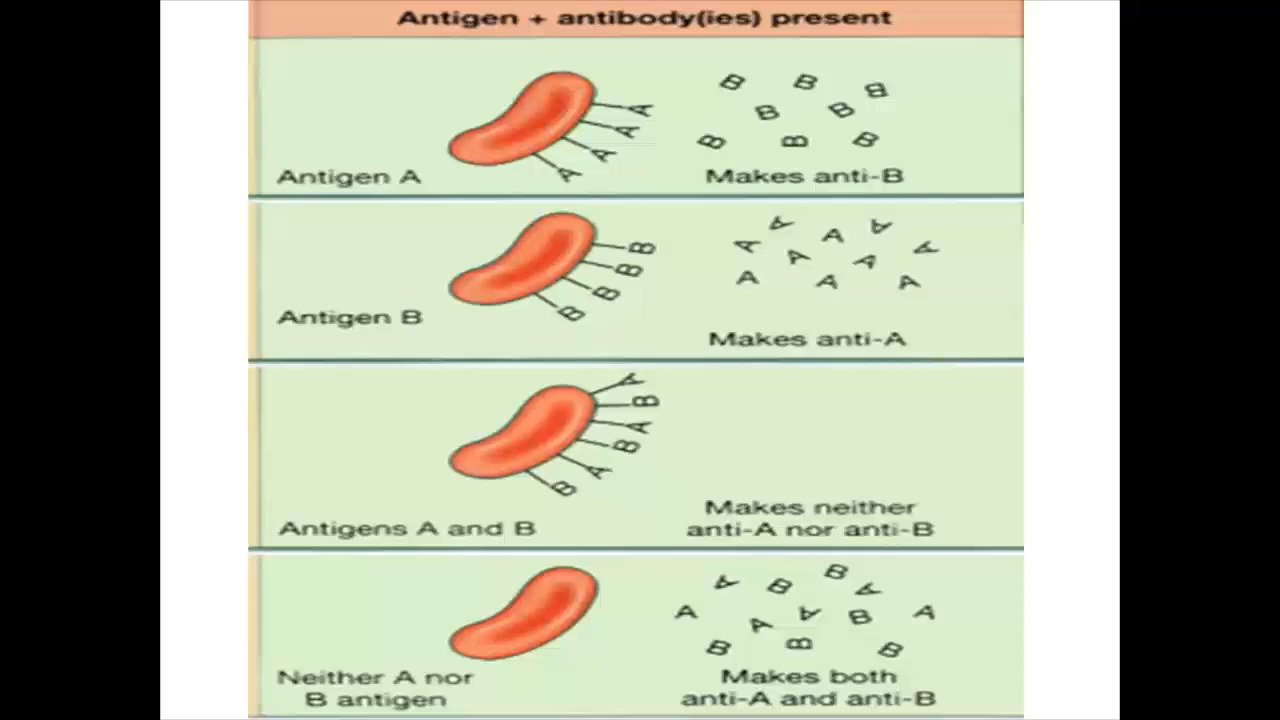 Antigen + antibody(ies) present
B B B
B B
B B B
A
A
A
A
Antigen A
Makes anti-B
A A A A
A A A
A A A
B
B
B
B
Antigen B
Makes anti-A
A
B
A
B
A
B
Antigens A and B
Makes neither
anti-A nor anti-B
A B B A
A A A B A
B B B
Neither A nor
B antigen
Makes both
anti-A and anti-B